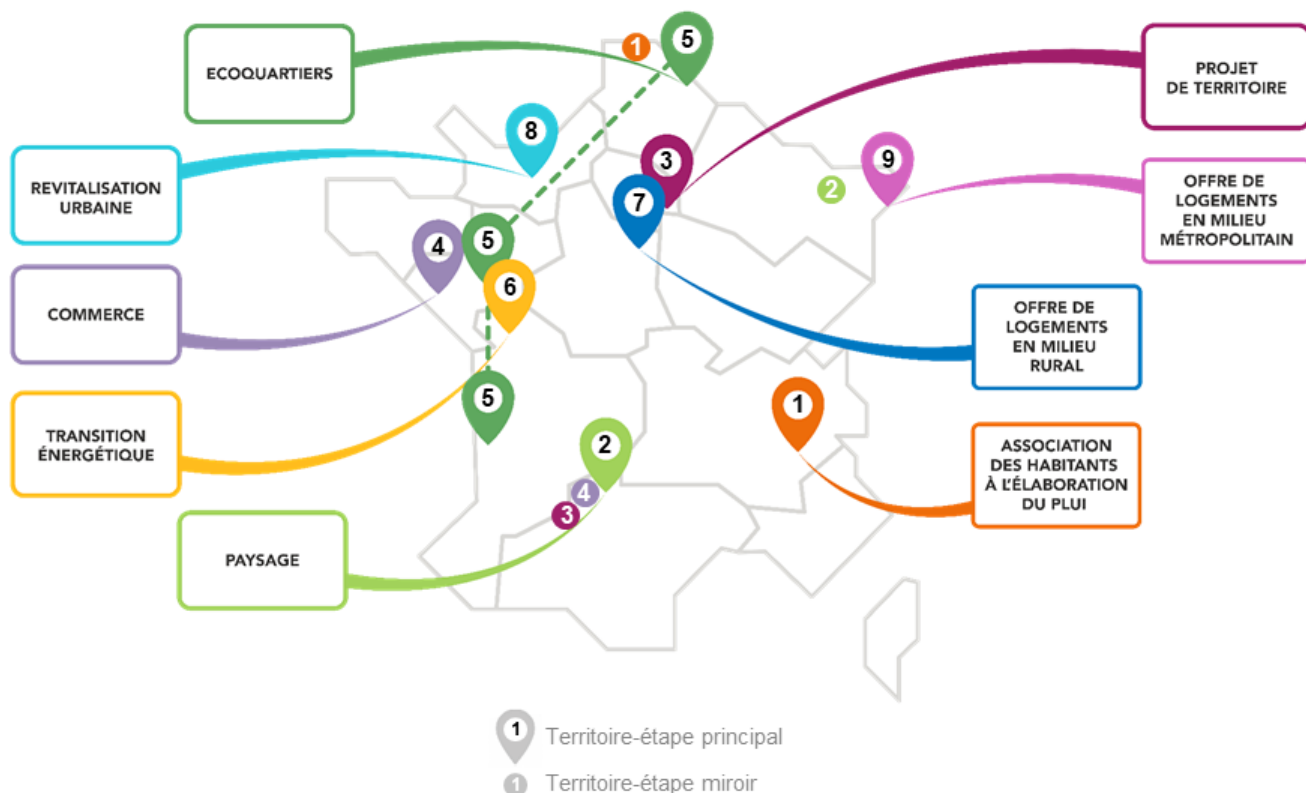 1
5
ECOQUARTIERS
PROJET
DE TERRITOIRE
8
3
9
2
REVITALISATION
URBAINE
7
OFFRE DE
LOGEMENTS
EN MILIEU
MÉTROPOLITAIN
4
5
6
COMMERCE
OFFRE DE
LOGEMENTS
EN MILIEU
RURAL
5
1
TRANSITION
ÉNERGÉTIQUE
2
4
3
ASSOCIATION
DES HABITANTS
À L'ÉLABORATION
DU PLUI
PAYSAGE
1 Territoire-étape principal
1 Territoire-étape miroir